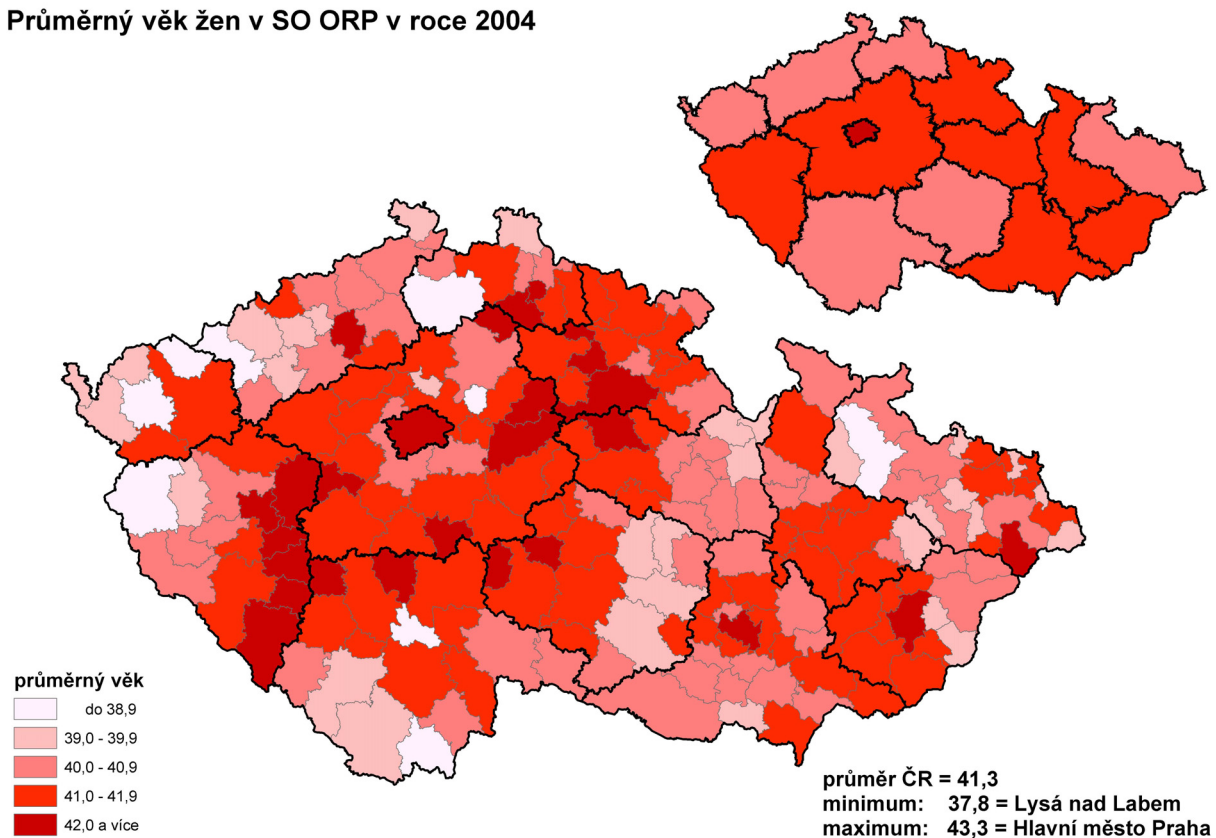 Průměrný věk žen v SO ORP v roce 2004
průměrný věk
do 38,9
39,0 - 39,9
40,0 - 40,9
41,0 - 41,9
42,0 a více
průměr ČR = 41,3
minimum: 37,8 = Lysá nad Labem
maximum: 43,3 = Hlavní město Praha